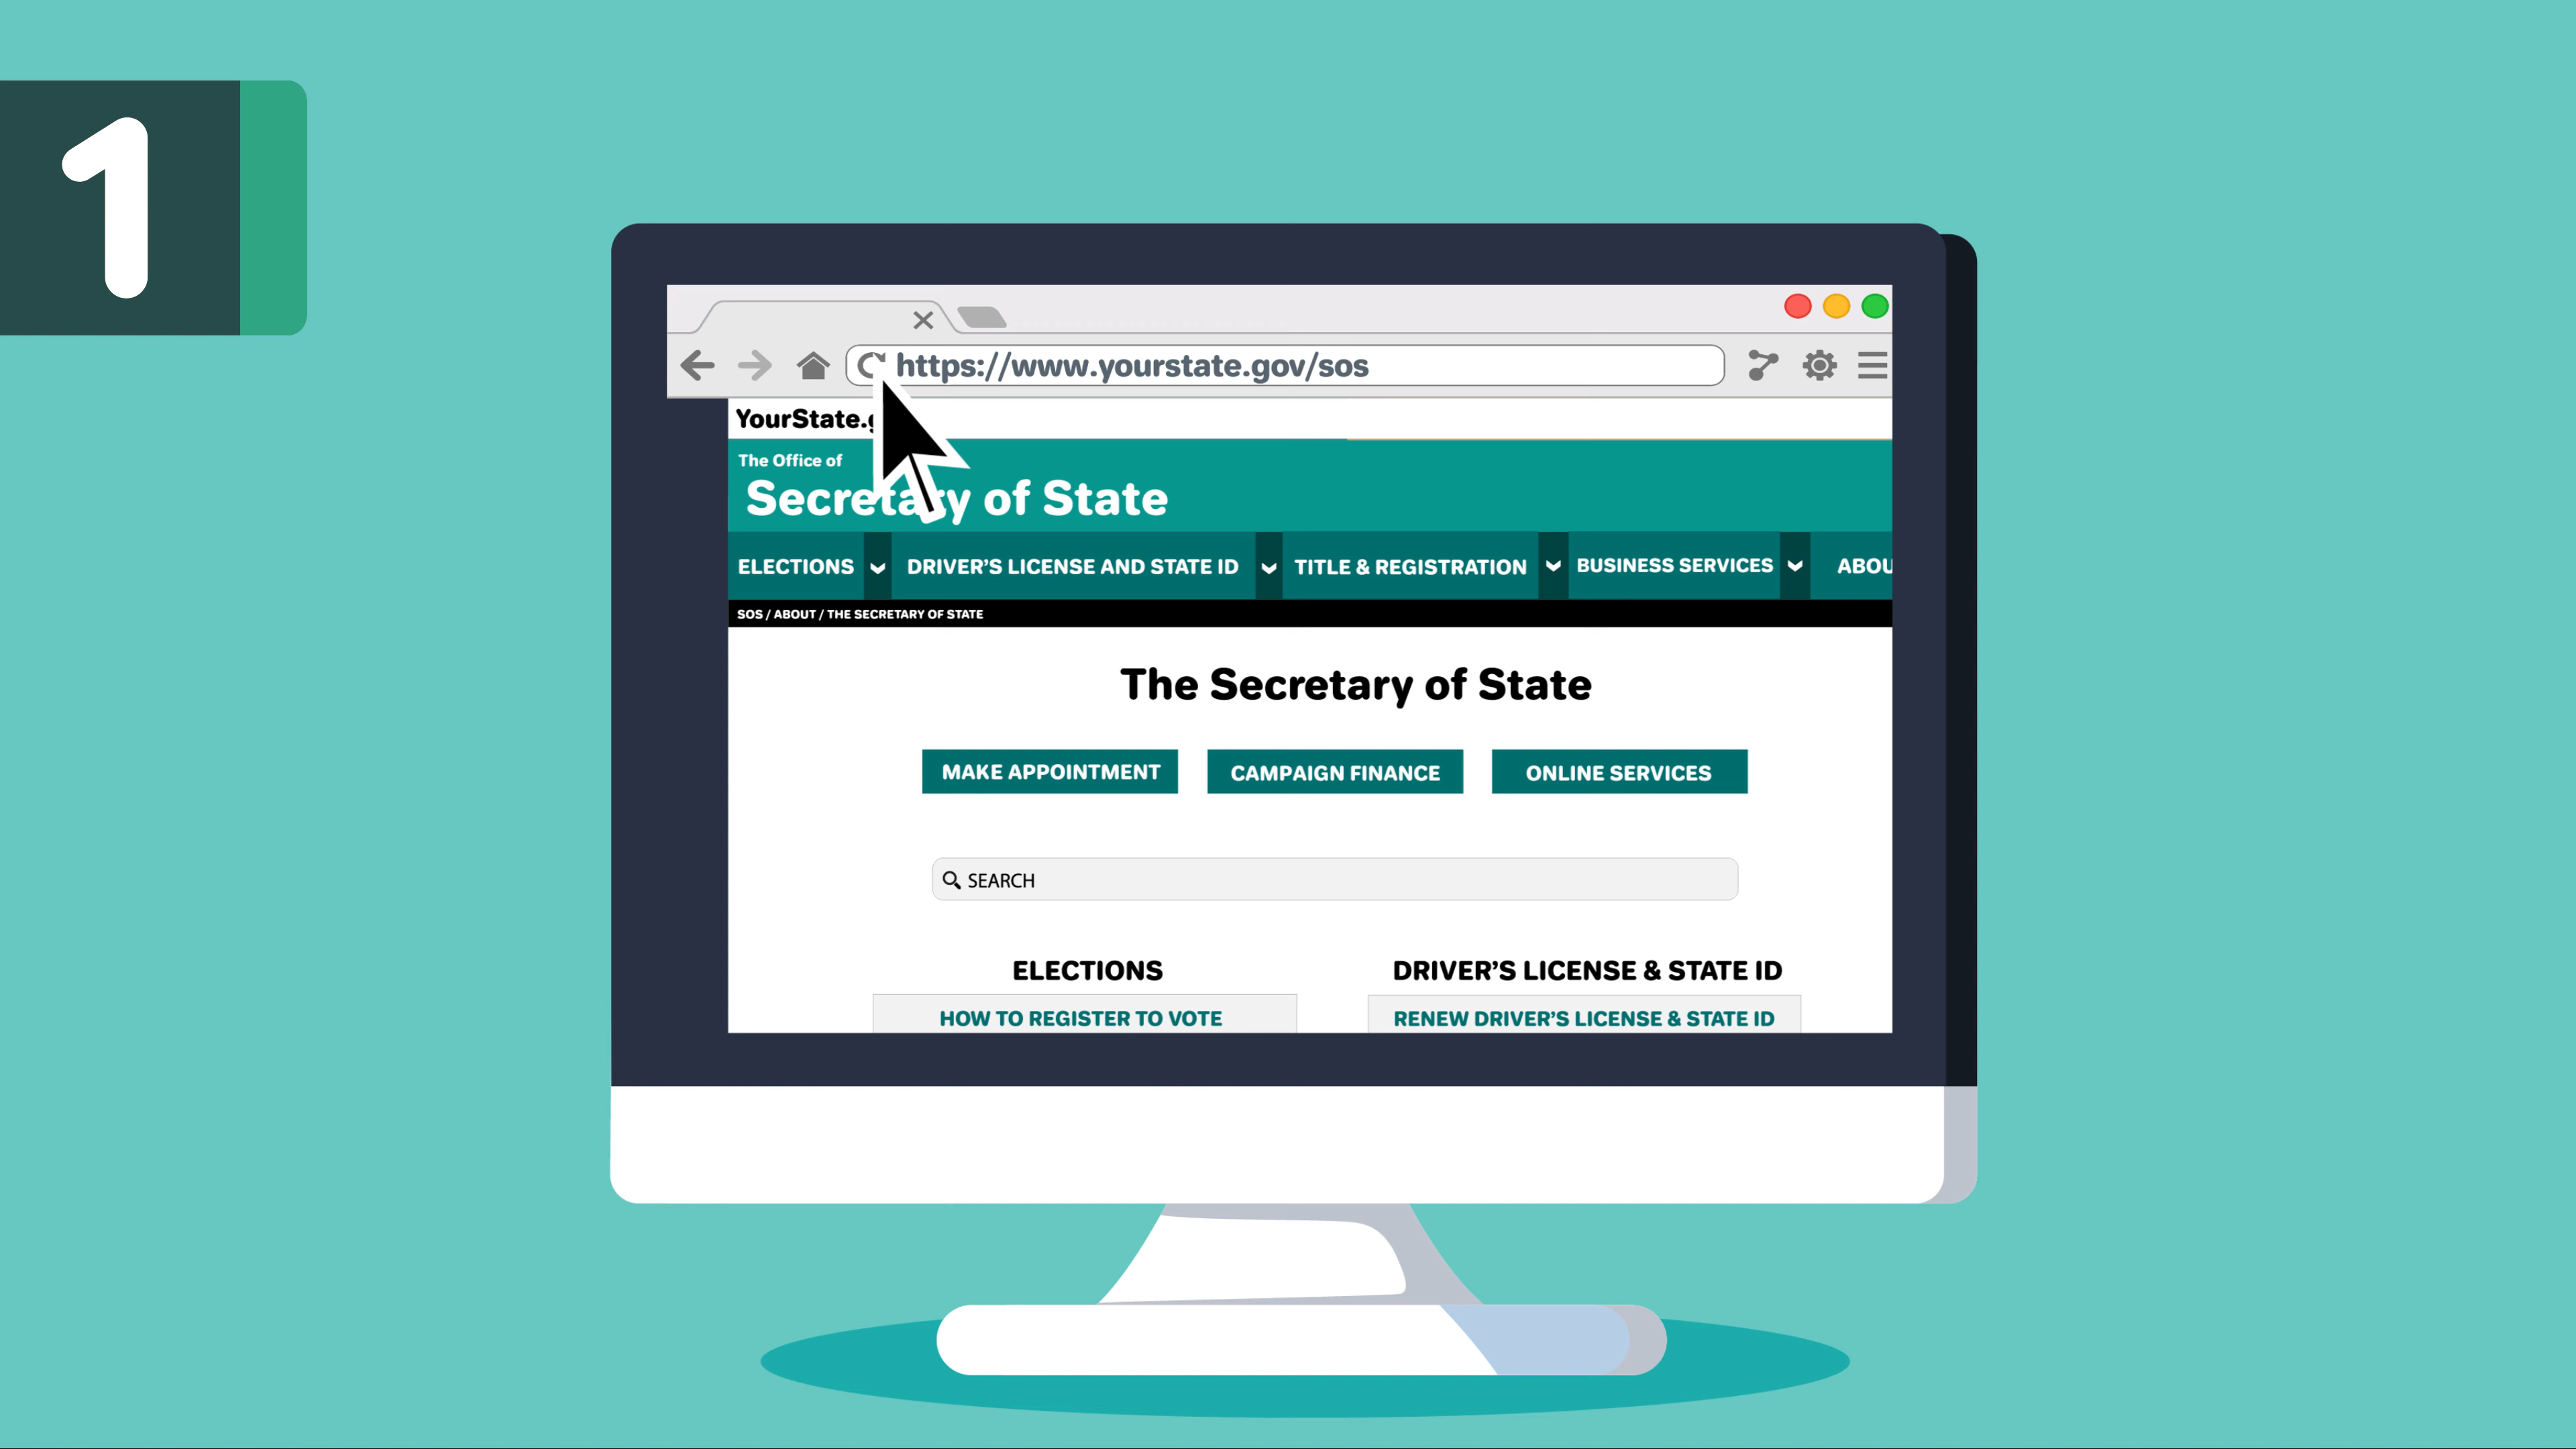 1
https://www.yourstate.gov/sos
YourState.g
The Office of
Secretary of State
ELECTIONS DRIVER'S LICENSE AND STATE ID TITLE & REGISTRATION BUSINESS SERVICES ABOU
SOS / ABOUT / THE SECRETARY OF STATE
The Secretary of State
MAKE APPOINTMENT CAMPAIGN FINANCE ONLINE SERVICES
SEARCH
ELECTIONS DRIVER'S LICENSE & STATE ID
HOW TO REGISTER TO VOTE RENEW DRIVER'S LICENSE & STATE ID